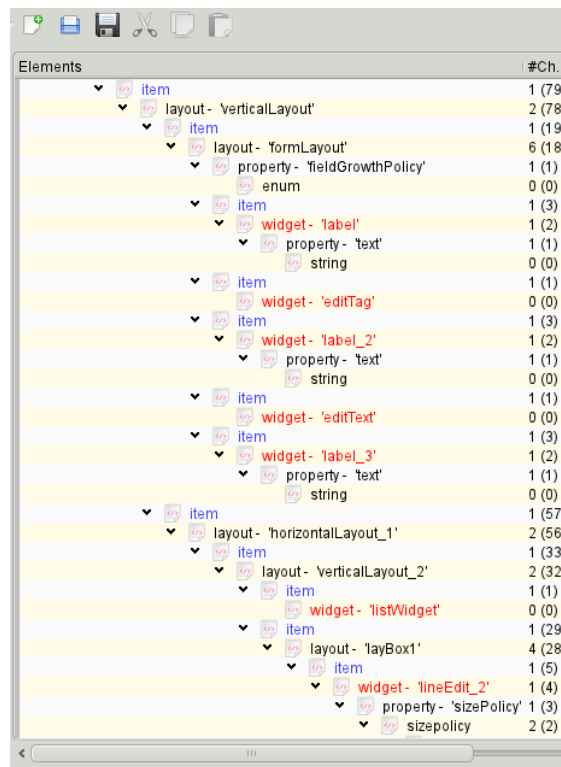 Elements #Ch.
item 1 (79
layout - 'verticalLayout' 2 (78
item 1 (19
layout - 'formLayout' 6 (18
property - 'fieldGrowthPolicy' 1 (1)
enum 0 (0)
item 1 (3)
widget - 'label' 1 (2)
property - 'text' 1 (1)
string 0 (0)
item 1 (1)
widget - 'editTag' 0 (0)
item 1 (3)
widget - 'label_2' 1 (2)
property - 'text' 1 (1)
string 0 (0)
item 1 (1)
widget - 'editText' 0 (0)
item 1 (3)
widget - 'label_3' 1 (2)
property - 'text' 1 (1)
string 0 (0)
item 1 (57
layout - 'horizontalLayout_1' 2 (56
item 1 (33
layout - 'verticalLayout_2' 2 (32
item 1 (1)
widget - 'listWidget' 0 (0)
item 1 (29
layout - 'layBox1' 4 (28
item 1 (5)
widget - 'lineEdit_2' 1 (4)
property - 'sizePolicy' 1 (3)
sizepolicy 2 (2)